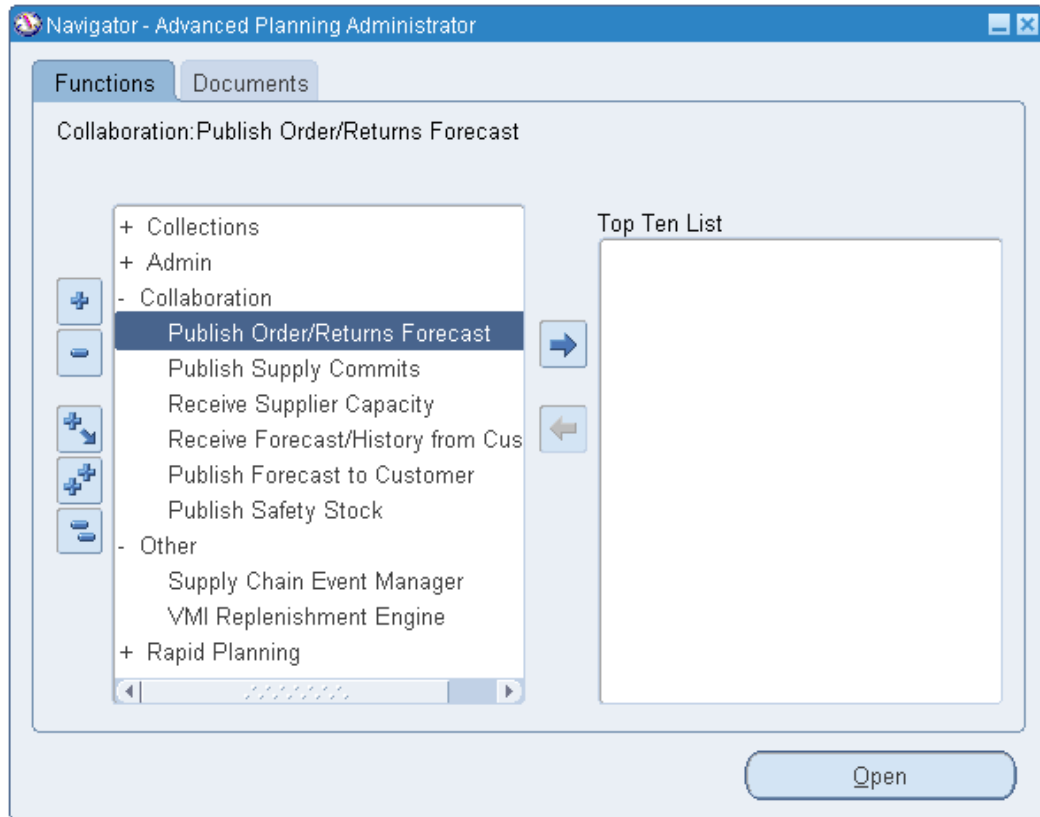 Navigator - Advanced Planning Administrator
Functions
Documents
Collaboration:Publish Order/Returns Forecast
+ Collections
+ Admin
- Collaboration
Publish Order/Returns Forecast
Publish Supply Commits
Receive Supplier Capacity
Receive Forecast/History from Cus
Publish Forecast to Customer
Publish Safety Stock
- Other
Supply Chain Event Manager
VMI Replenishment Engine
+ Rapid Planning
Top Ten List
Open